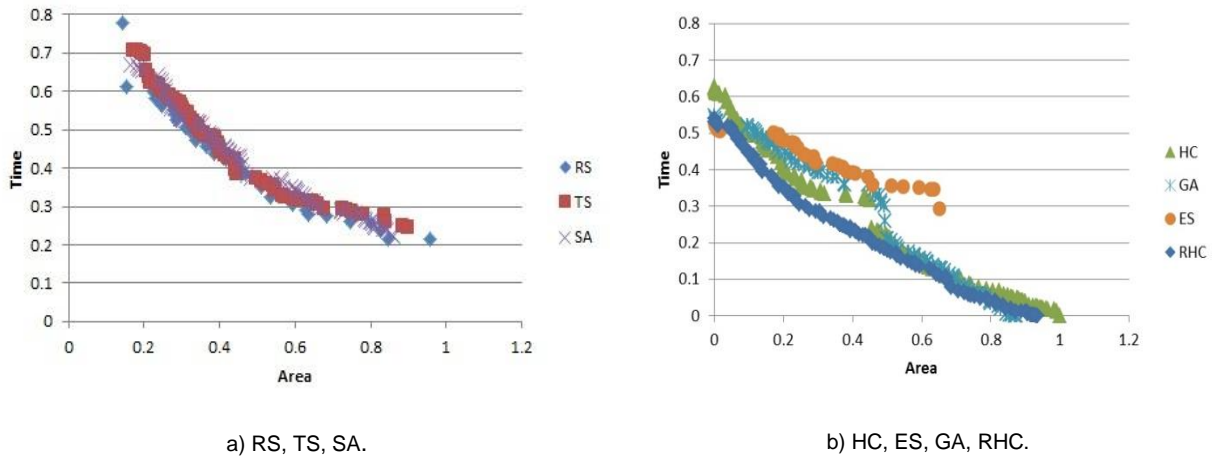 0.8
0.7
0.6
0.5
0.4
0.3
0.2
0.1
0
Time
0 0.2 0.4 0.6 0.8 1 1.2
Area
RS
TS
SA
a) RS, TS, SA.
0.8
0.7
0.6
0.5
0.4
0.3
0.2
0.1
0
Time
0 0.2 0.4 0.6 0.8 1 1.2
Area
HC
GA
ES
RHC
b) HC, ES, GA, RHC.